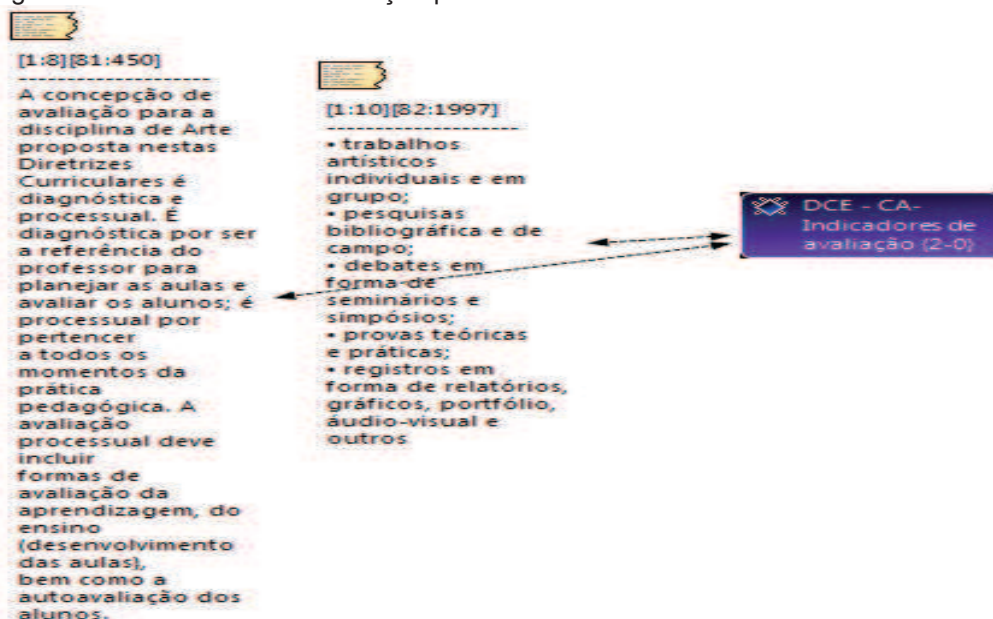 [1:8][81:450]
--------------------
A concepção de
avaliação para a
disciplina de Arte
proposta nestas
Diretrizes
Curriculares é
diagnóstica e
processual. É
diagnóstica por ser
a referência do
professor para
planejar as aulas e
avaliar os alunos; é
processual por
pertencer
a todos os
momentos da
prática
pedagógica. A
avaliação
processual deve
incluir
formas de
avaliação da
aprendizagem, do
ensino
(desenvolvimento
das aulas),
bem como a
autoavaliação dos
alunos.
[1:10][82:1997]
--------------------
• trabalhos
artísticos
individuais e em
grupo;
• pesquisas
bibliográfica e de
campo;
• debates em
forma de
seminários e
simpósios;
• provas teóricas
e práticas;
• registros em
forma de relatórios,
gráficos, portfólio,
áudio-visual e
outros
DCE - CA-
Indicadores de
avaliação {2-0}